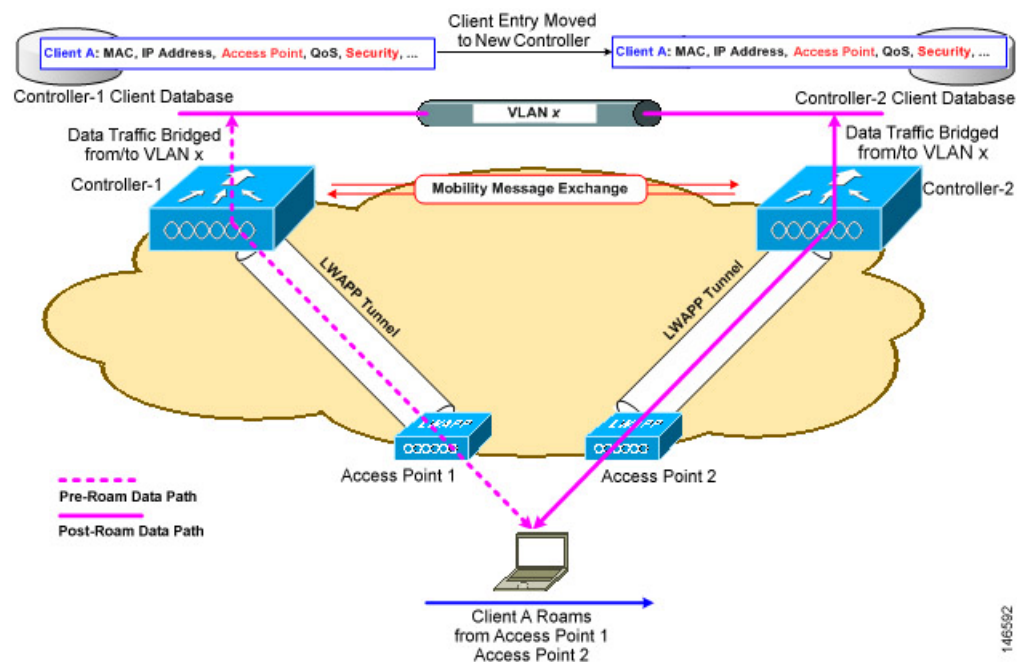 Client Entry Moved
to New Controller
Client A: MAC, IP Address, Access Point, QoS, Security, ...
Client A: MAC, IP Address, Access Point, QoS, Security, ...
Controller-1 Client Database
Controller-2 Client Database
VLAN x
Data Traffic Bridged
from/to VLAN x
Data Traffic Bridged
from/to VLAN x
Controller-1
Mobility Message Exchange
Controller-2
LWAPP Tunnel
LWAPP Tunnel
LWAPP
LWAPP
Access Point 1
Access Point 2
Pre-Roam Data Path
Post-Roam Data Path
Client A Roams
from Access Point 1
Access Point 2
146592